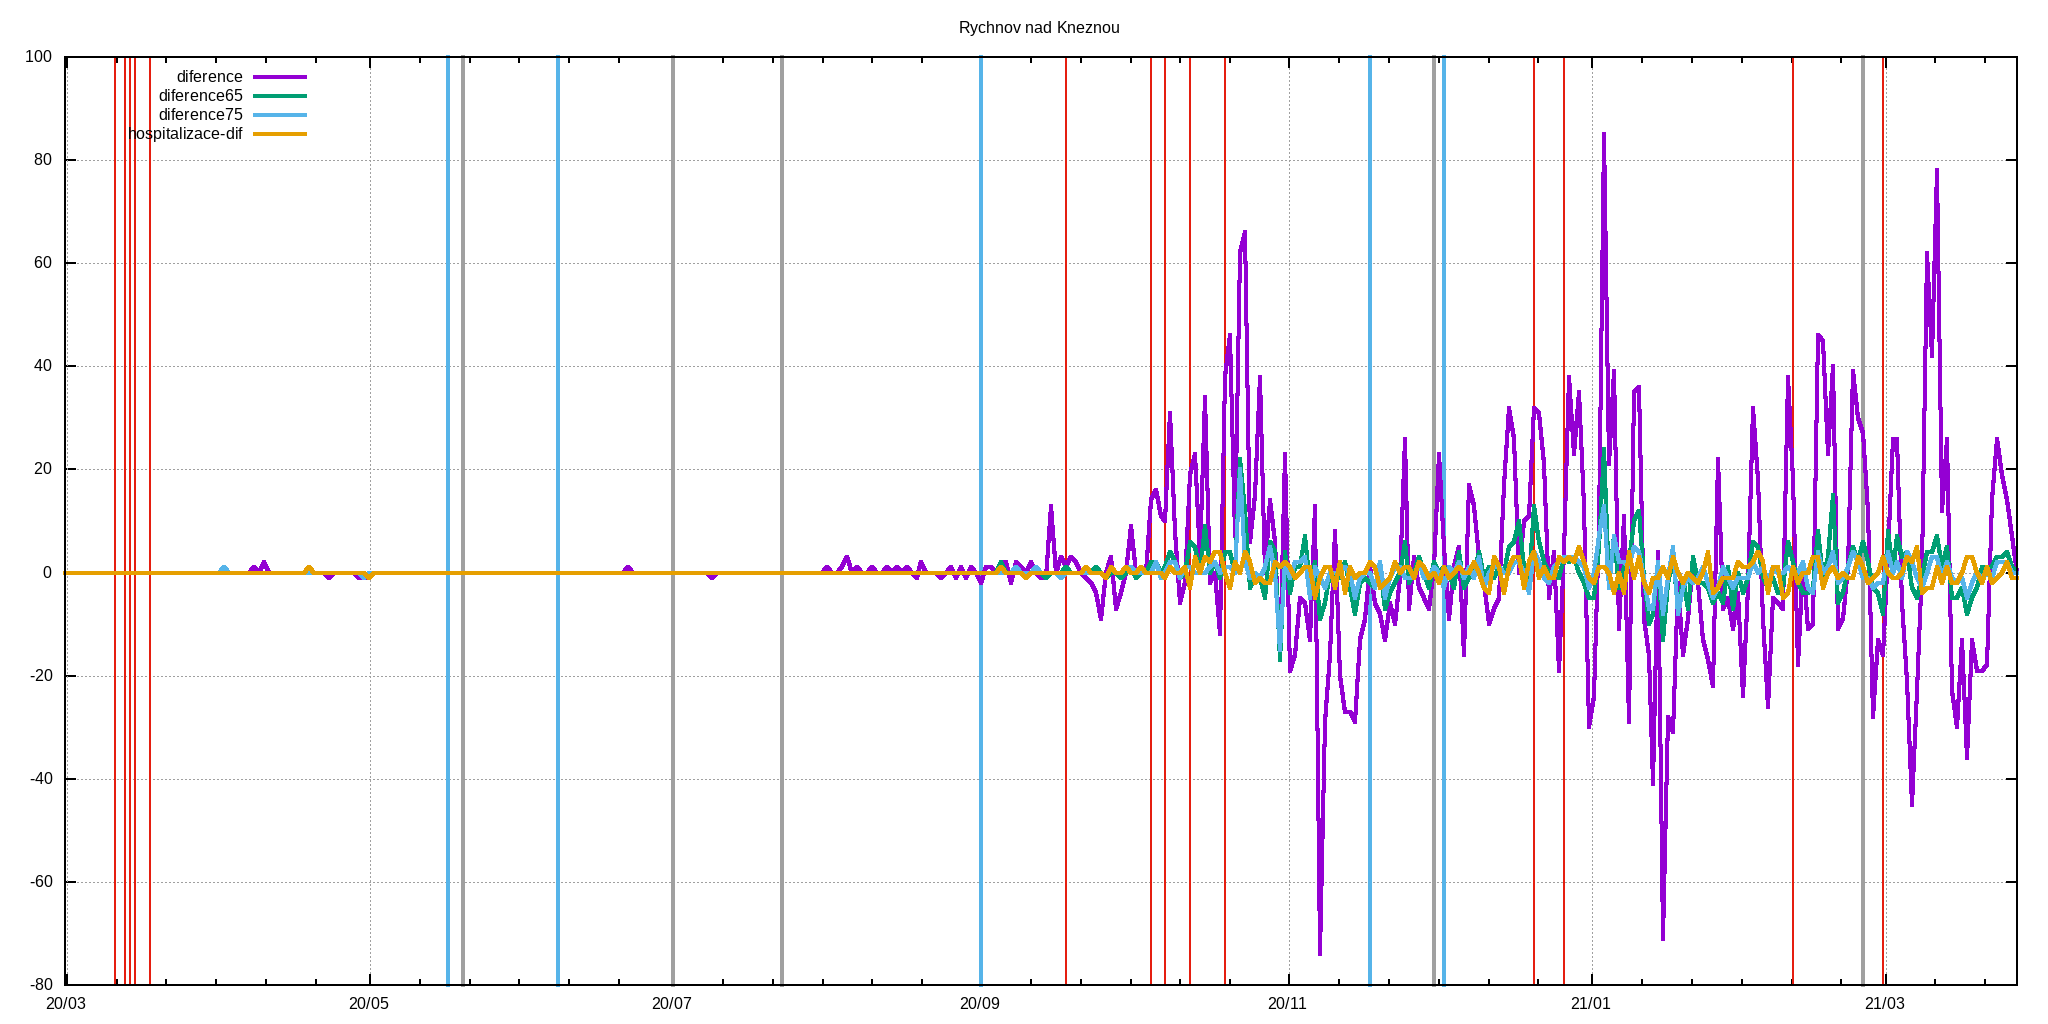 Rychnov nad Kneznou
100
80
60
40
20
0
-20
-40
-60
-80
diference
diference65
diference75
hospitalizace-dif
20/03 20/05 20/07 20/09 20/11 21/01 21/03